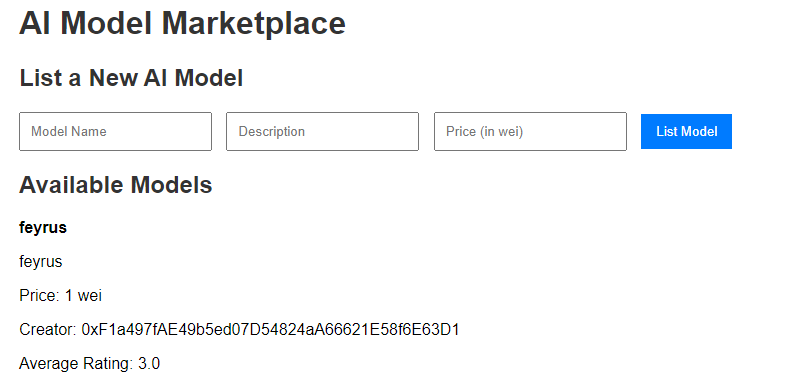 AI Model Marketplace
List a New AI Model
Model Name Description Price (in wei) List Model
Available Models
feyrus
feyrus
Price: 1 wei
Creator: 0xF1a497fAE49b5ed07D54824aA66621E58f6E63D1
Average Rating: 3.0